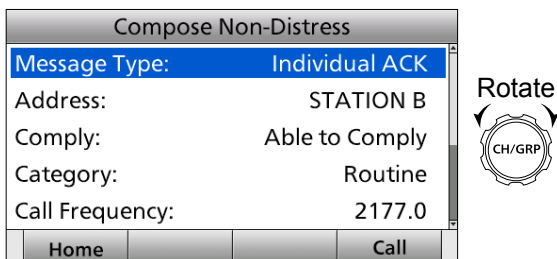 Compose Non-Distress
Message Type: Individual ACK
Address: STATION B
Comply: Able to Comply
Category: Routine
Call Frequency: 2177.0
Home Call
Rotate
CH/GRP